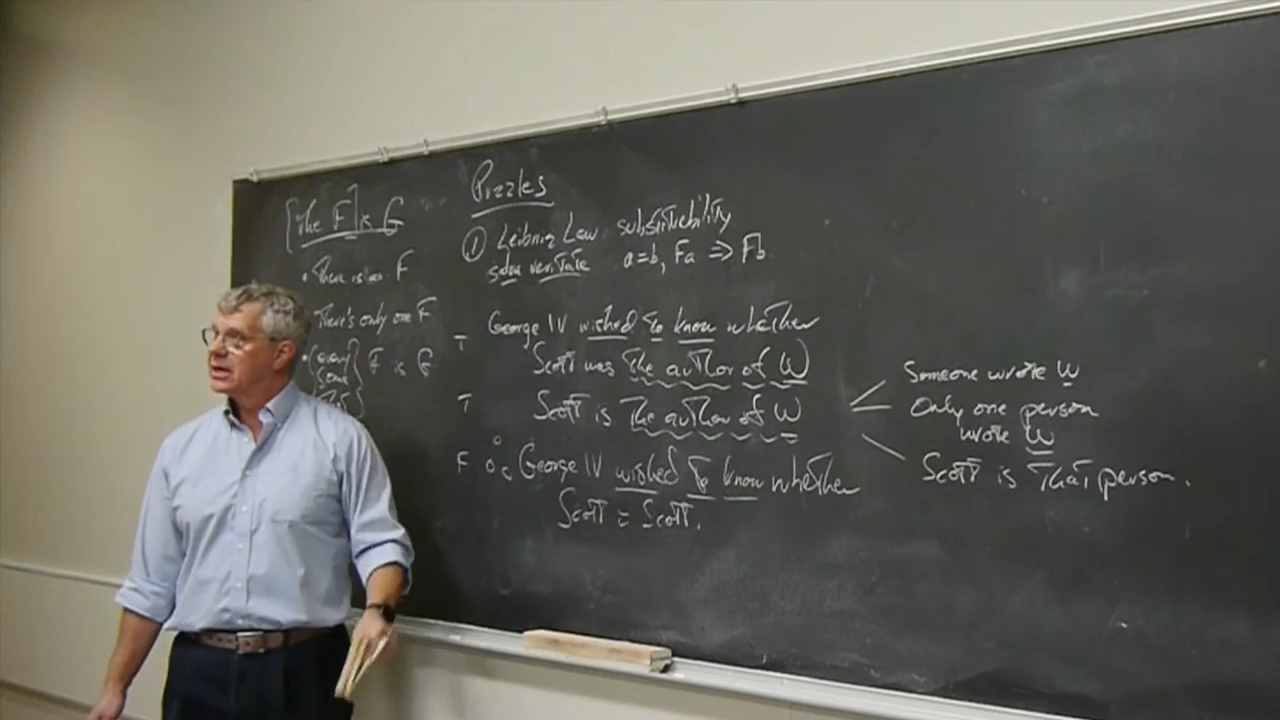 [The F] is G
• There is an F
There's only one F
{every
some
F is G
Puzzles
① Leibniz Law: substitutability
salva veritate a=b, Fa ⇒ Fb
T George IV wished to know whether
Scott was the author of W
T Scott is the author of W
F ∴ George IV wished to know whether
Scott = Scott.
Someone wrote W
Only one person
wrote W
Scott is that person.